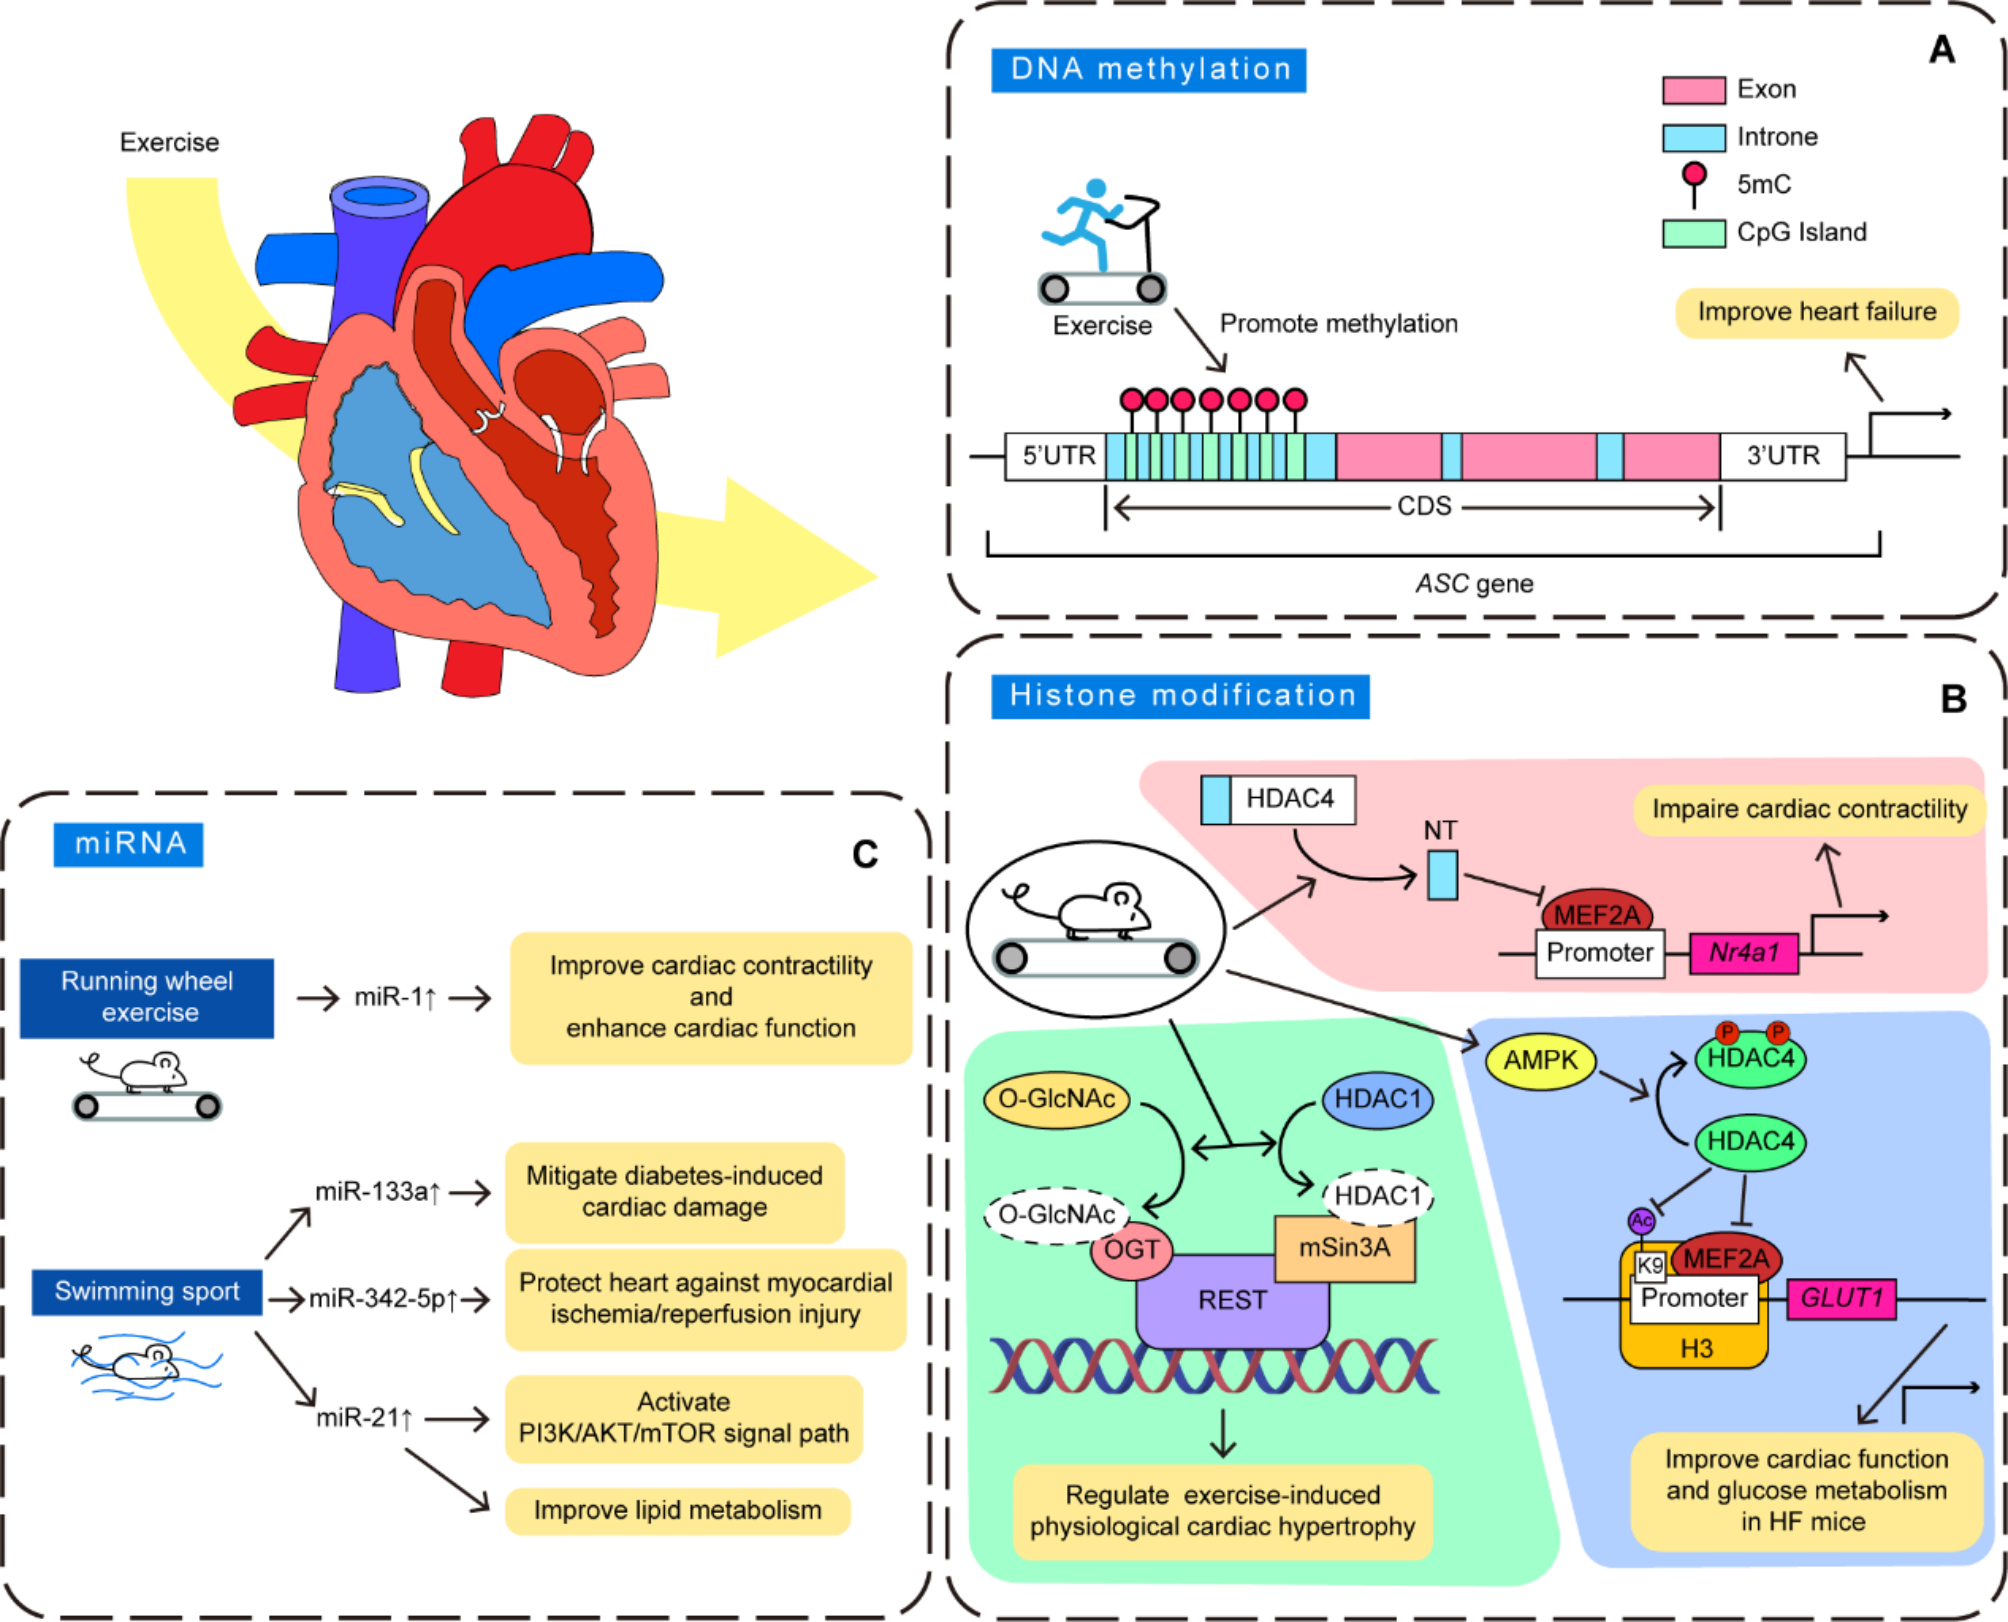 Exercise
A
DNA methylation
Exon
Introne
5mC
CpG Island
Exercise
Promote methylation
Improve heart failure
5'UTR
3'UTR
CDS
ASC gene
B
Histone modification
HDAC4
NT
Impaire cardiac contractility
MEF2A
Promoter
Nr4a1
AMPK
P
P
HDAC4
HDAC4
Ac
K9
MEF2A
Promoter
GLUT1
H3
Improve cardiac function
and glucose metabolism
in HF mice
O-GlcNAc
HDAC1
O-GlcNAc
HDAC1
OGT
mSin3A
REST
Regulate exercise-induced
physiological cardiac hypertrophy
C
miRNA
Running wheel
exercise
miR-1↑
Improve cardiac contractility
and
enhance cardiac function
Swimming sport
miR-133a↑
Mitigate diabetes-induced
cardiac damage
miR-342-5p↑
Protect heart against myocardial
ischemia/reperfusion injury
miR-21↑
Activate
PI3K/AKT/mTOR signal path
Improve lipid metabolism